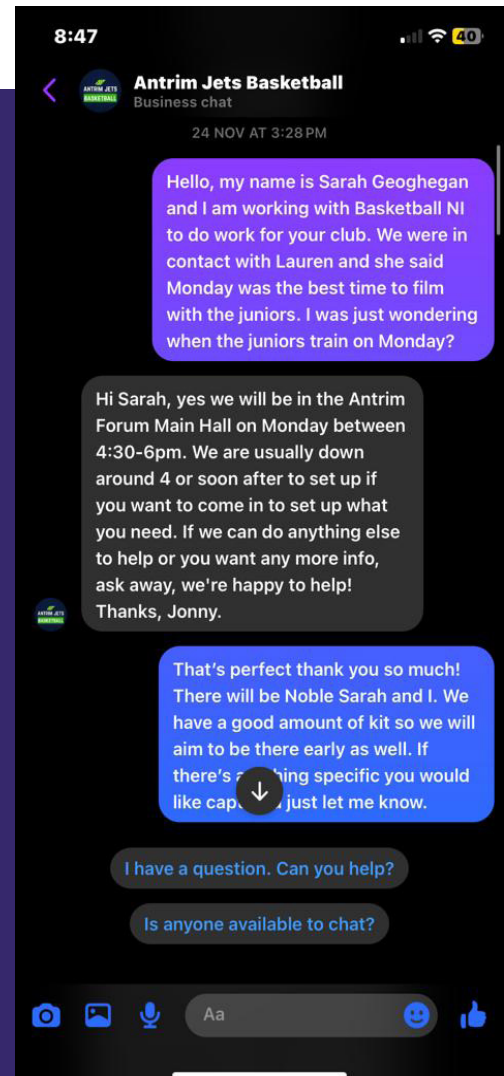 8:47
40
Antrim Jets Basketball
Business chat
24 NOV AT 3:28 PM
Hello, my name is Sarah Geoghegan
and I am working with Basketball NI
to do work for your club. We were in
contact with Lauren and she said
Monday was the best time to film
with the juniors. I was just wondering
when the juniors train on Monday?
Hi Sarah, yes we will be in the Antrim
Forum Main Hall on Monday between
4:30-6pm. We are usually down
around 4 or soon after to set up if
you want to come in to set up what
you need. If we can do anything else
to help or you want any more info,
ask away, we're happy to help!
Thanks, Jonny.
That's perfect thank you so much!
There will be Noble Sarah and I. We
have a good amount of kit so we will
aim to be there early as well. If
there's hing specific you would
like cap just let me know.
I have a question. Can you help?
Is anyone available to chat?
Aa